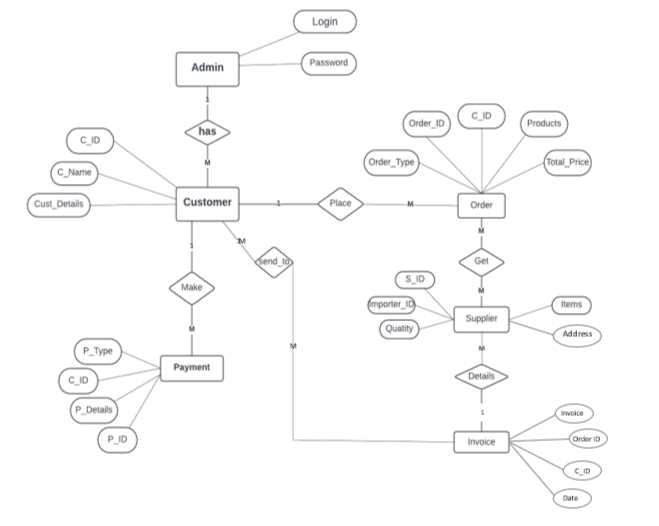 Login
Admin
Password
1
has
M
C_ID
C_Name
Cust_Details
Customer
1
Place
M
Order_ID
C_ID
Products
Order_Type
Total_Price
Order
M
Get
M
1
M
send_to
M
Make
M
S_ID
Importer_ID
Quatity
Supplier
Items
Address
M
Details
1
P_Type
C_ID
P_Details
P_ID
Payment
Invoice
Invoice
Order ID
C_ID
Date